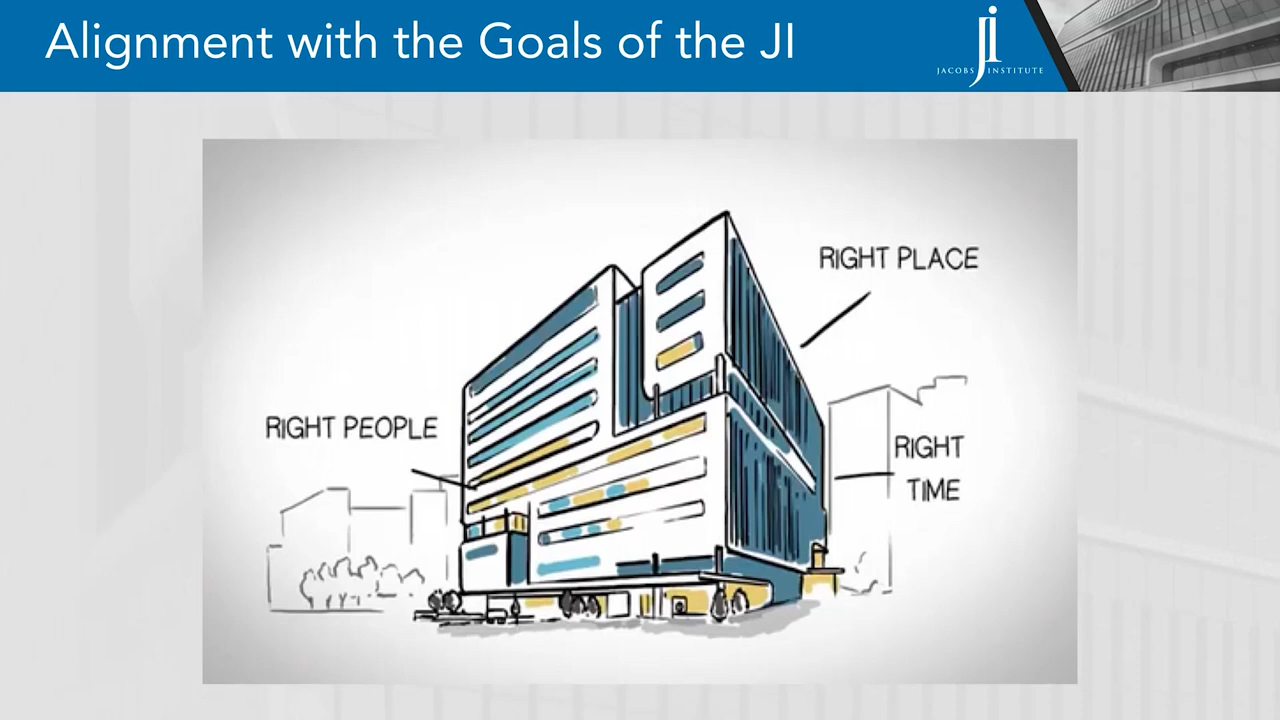 Alignment with the Goals of the JI
JI
JACOBS INSTITUTE
RIGHT PLACE
RIGHT PEOPLE
RIGHT
TIME